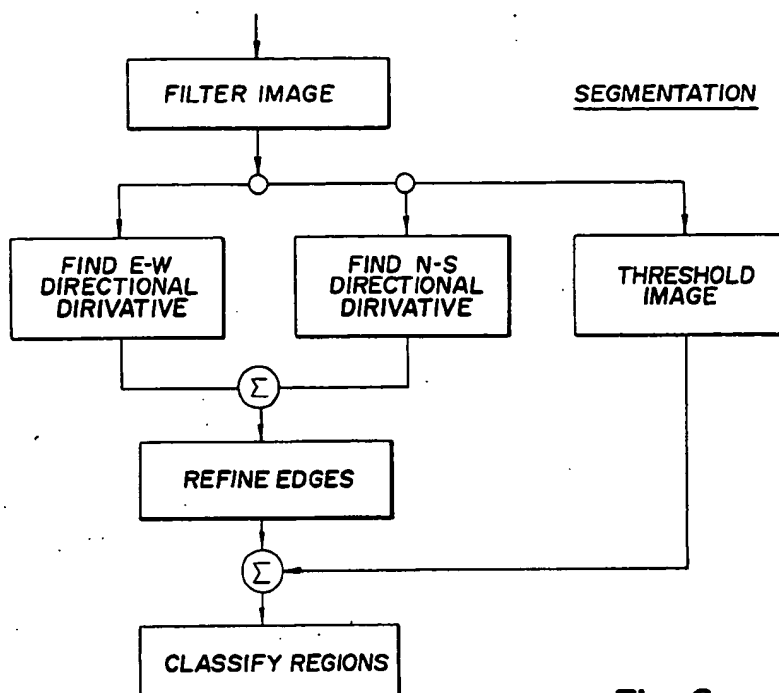 FILTER IMAGE
SEGMENTATION
FIND E-W
DIRECTIONAL
DIRIVATIVE
FIND N-S
DIRECTIONAL
DIRIVATIVE
THRESHOLD
IMAGE
Σ
REFINE EDGES
Σ
CLASSIFY REGIONS